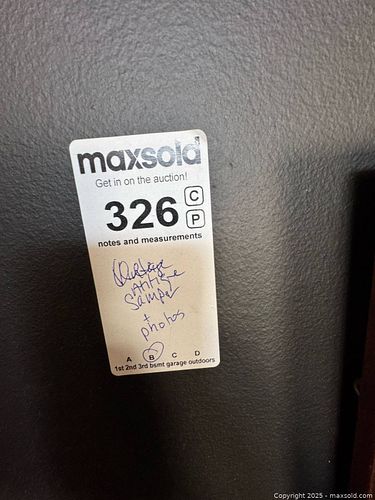 maxsold
Get in on the auction!
326 C
P
notes and measurements
Antique
Sampler
+
photos
A B C D
1st 2nd 3rd bsmt garage outdoors
Copyright © 2025 - maxsold.com